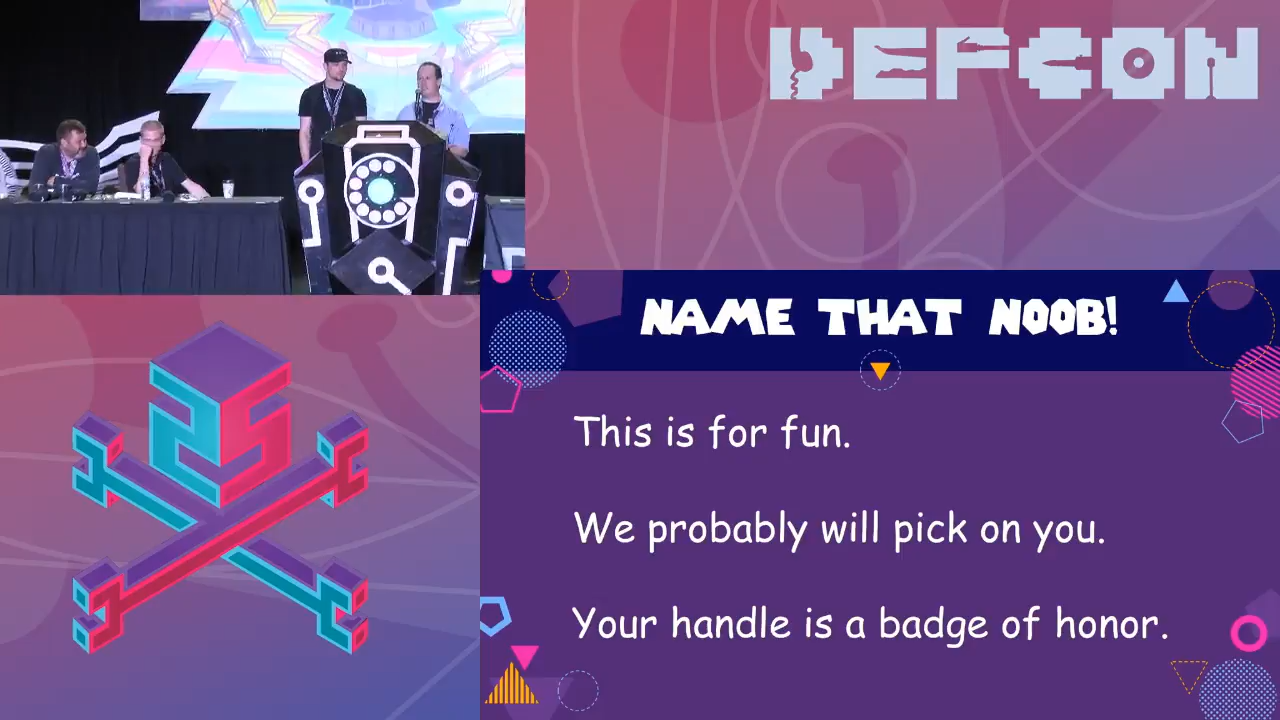 DEFCON
NAME THAT NOOB!
This is for fun.
We probably will pick on you.
Your handle is a badge of honor.